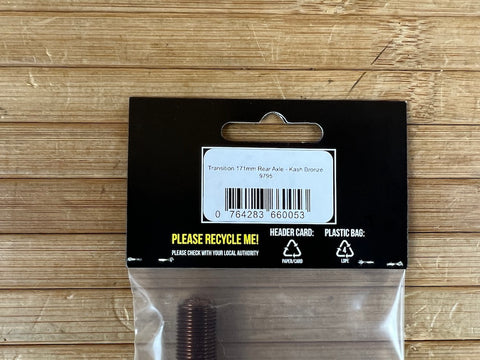 Transition 171mm Rear Axle - Kash Bronze
9795
0 764283 660053
PLEASE RECYCLE ME!
PLEASE CHECK WITH YOUR LOCAL AUTHORITY
HEADER CARD:
PAPER/CARD
PLASTIC BAG:
4
LDPE